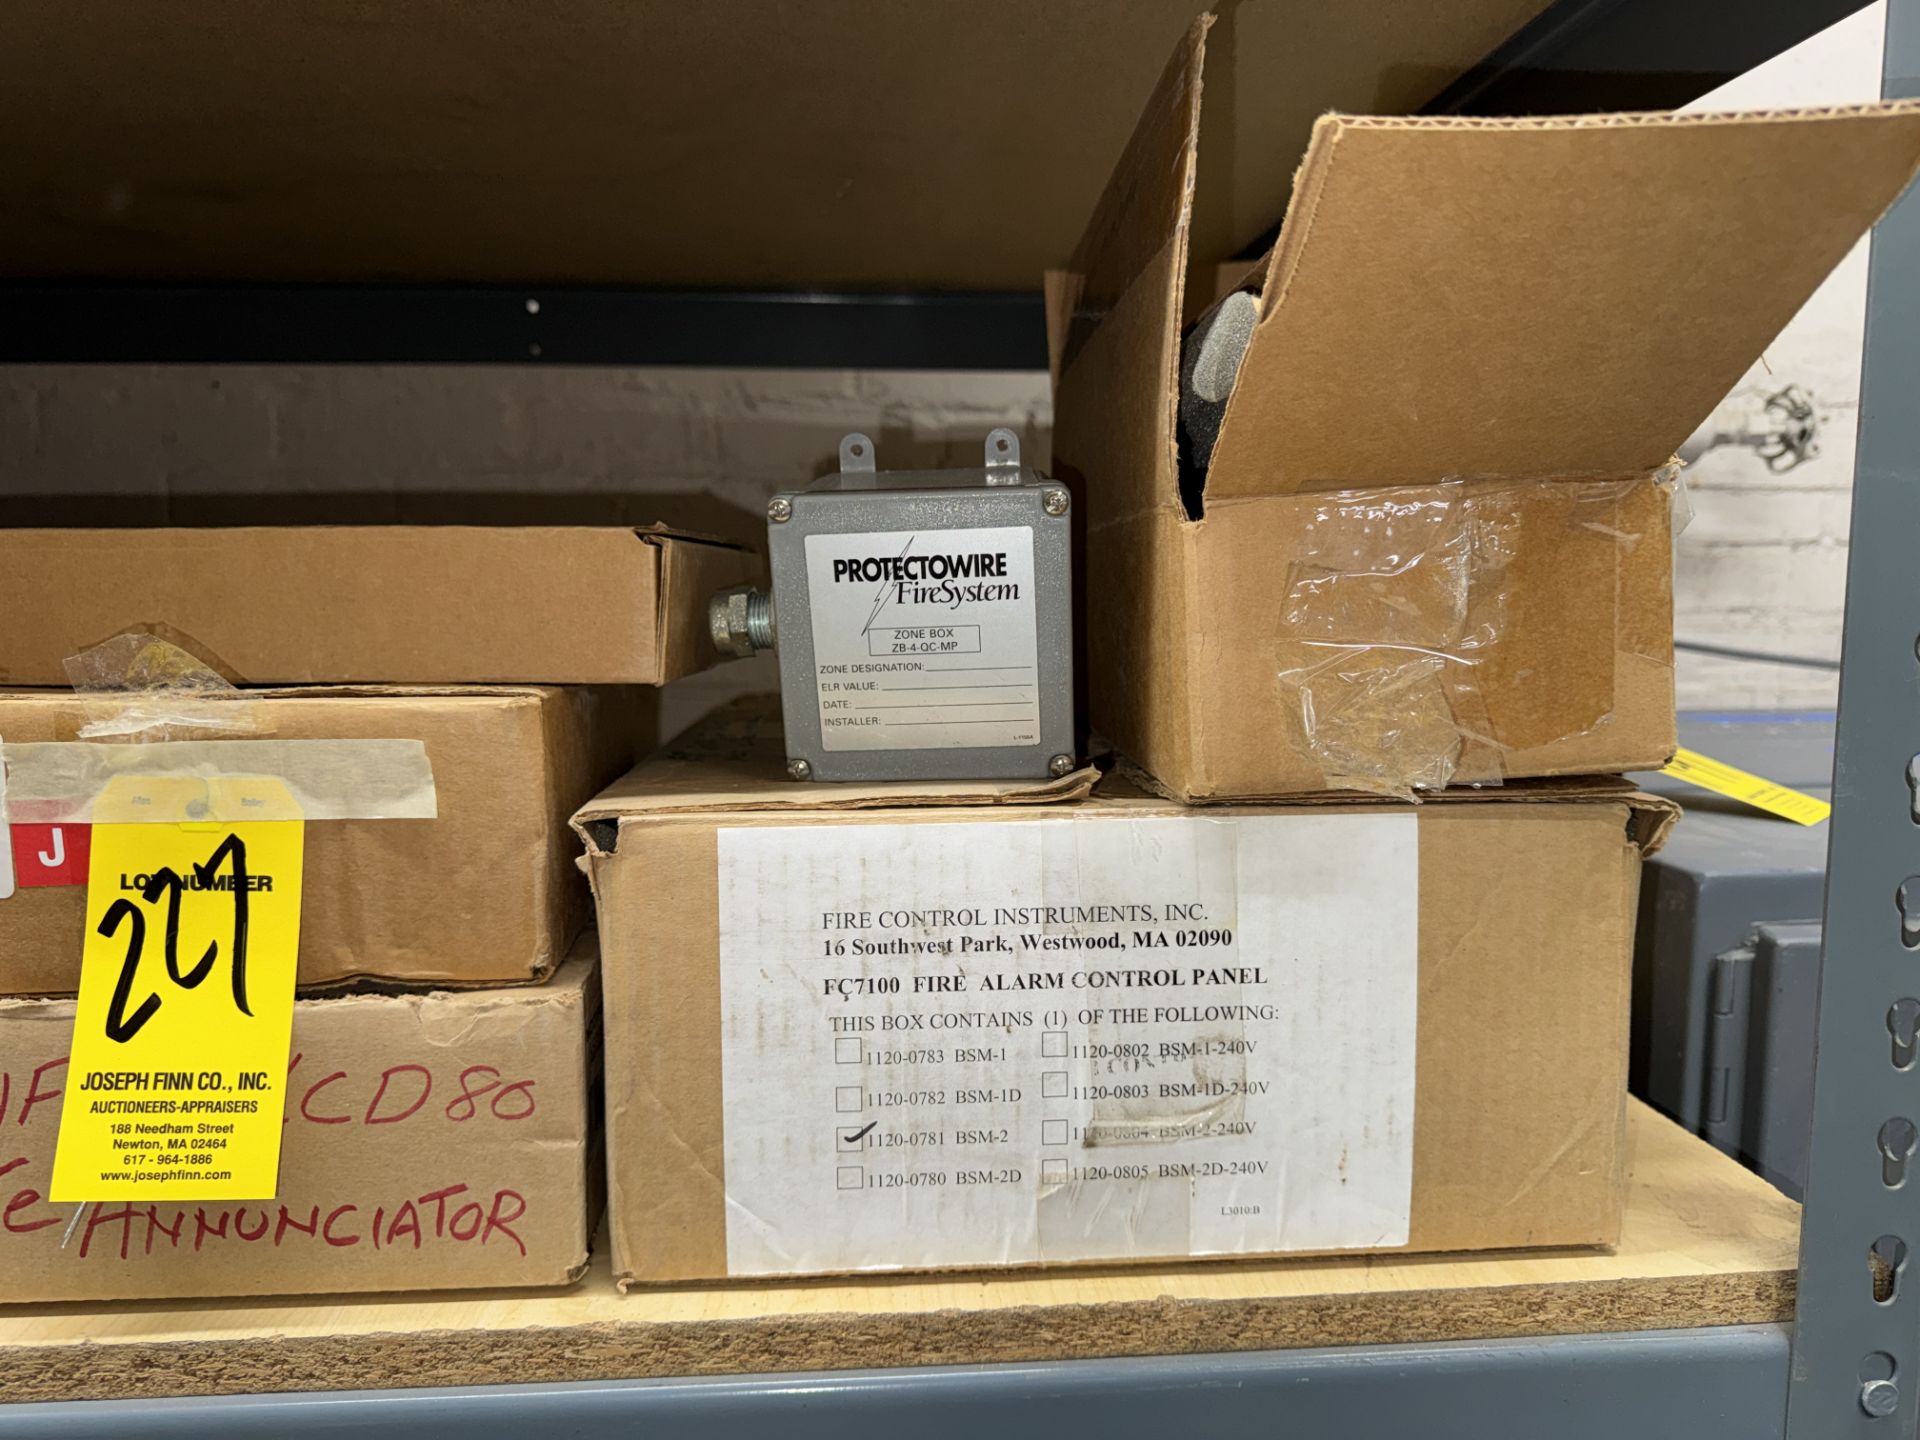 PROTECTOWIRE
FireSystem
ZONE BOX
ZB-4-QC-MP
ZONE DESIGNATION:
ELR VALUE:
DATE:
INSTALLER:
J
LOT NUMBER
227
JOSEPH FINN CO., INC.
AUCTIONEERS-APPRAISERS
188 Needham Street
Newton, MA 02464
617 - 964-1886
www.josephfinn.com
LCD 80
ANNUNCIATOR
FIRE CONTROL INSTRUMENTS, INC.
16 Southwest Park, Westwood, MA 02090
FC7100 FIRE ALARM CONTROL PANEL
THIS BOX CONTAINS (1) OF THE FOLLOWING:
1120-0783 BSM-1 1120-0802 BSM-1-240V
1120-0782 BSM-1D 1120-0803 BSM-1D-240V
✓ 1120-0781 BSM-2 1120-0804 BSM-2-240V
1120-0780 BSM-2D 1120-0805 BSM-2D-240V
L3010:B